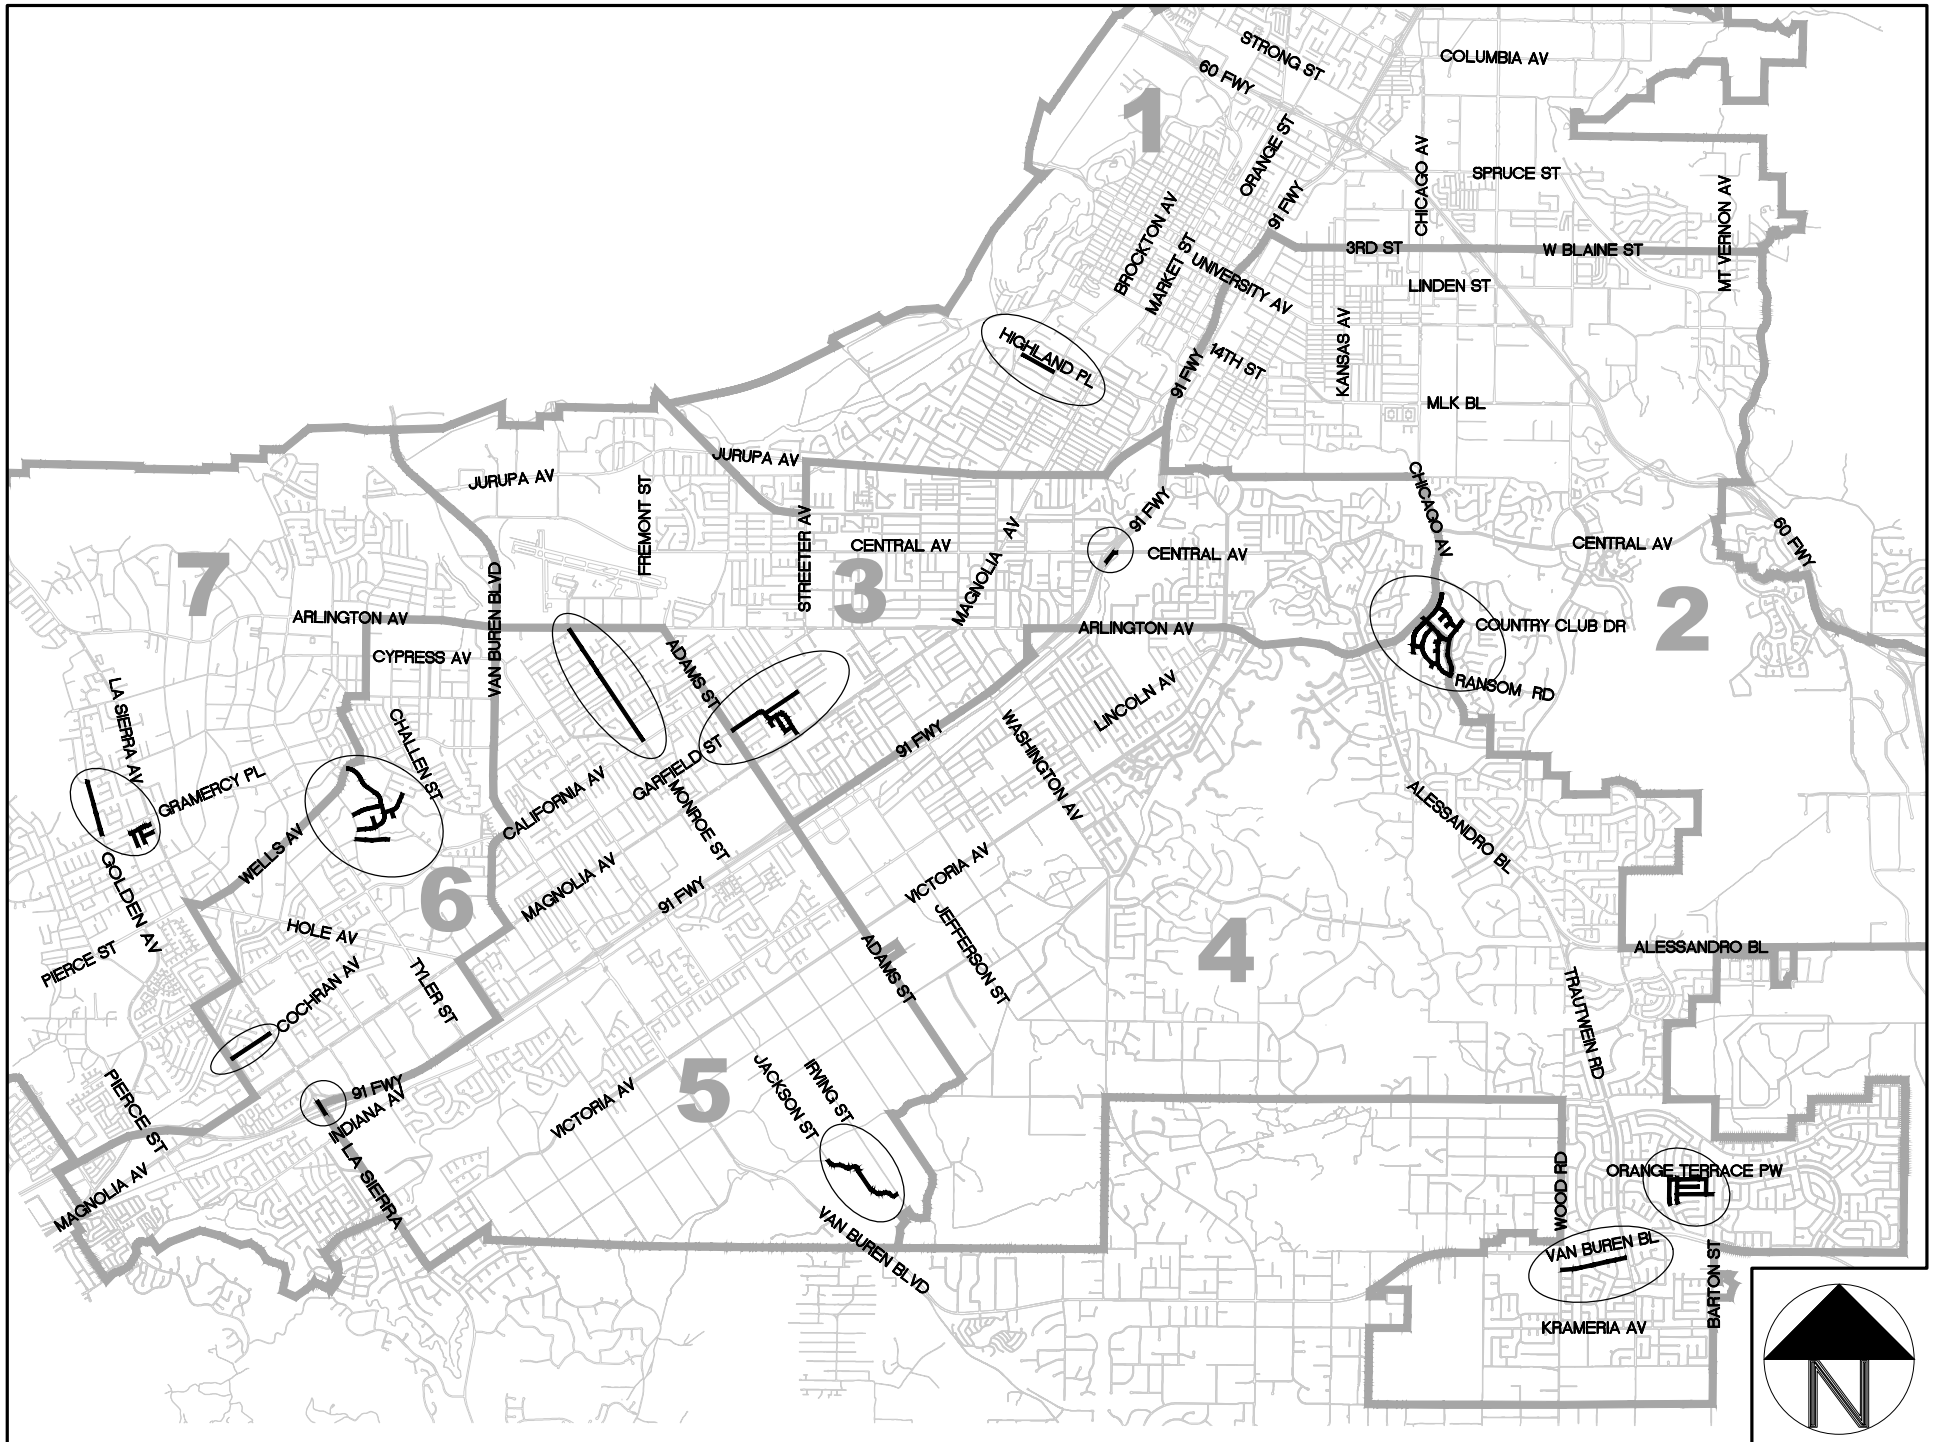 STRONG ST
COLUMBIA AV
60 FWY
1
ORANGE ST
CHICAGO AV
SPRUCE ST
MT VERNON AV
91 FWY
BROCKTON AV
MARKET ST
3RD ST
W BLAINE ST
UNIVERSITY AV
LINDEN ST
HIGHLAND PL
14TH ST
KANSAS AV
91 FWY
MLK BL
JURUPA AV
JURUPA AV
FREMONT ST
CHICAGO AV
91 FWY
STREETER AV
MAGNOLIA AV
CENTRAL AV
CENTRAL AV
CENTRAL AV
60 FWY
7
3
2
VAN BUREN BLVD
ARLINGTON AV
ARLINGTON AV
COUNTRY CLUB DR
CYPRESS AV
ADAMS ST
RANSOM RD
LA SIERRA AV
CHALLEN ST
LINCOLN AV
WASHINGTON AV
91 FWY
GARFIELD ST
GRAMERCY PL
CALIFORNIA AV
MONROE ST
ALESSANDRO BL
WELLS AV
GOLDEN AV
MAGNOLIA AV
VICTORIA AV
91 FWY
6
JEFFERSON ST
HOLE AV
4
ALESSANDRO BL
PIERCE ST
ADAMS ST
TYLER ST
COCHRAN AV
TRAUTWEIN RD
5
JACKSON ST
IRVING ST
PIERCE ST
91 FWY
INDIANA AV
VICTORIA AV
LA SIERRA
MAGNOLIA AV
WOOD RD
ORANGE TERRACE PW
VAN BUREN BLVD
VAN BUREN BL
BARTON ST
KRAMERIA AV
N